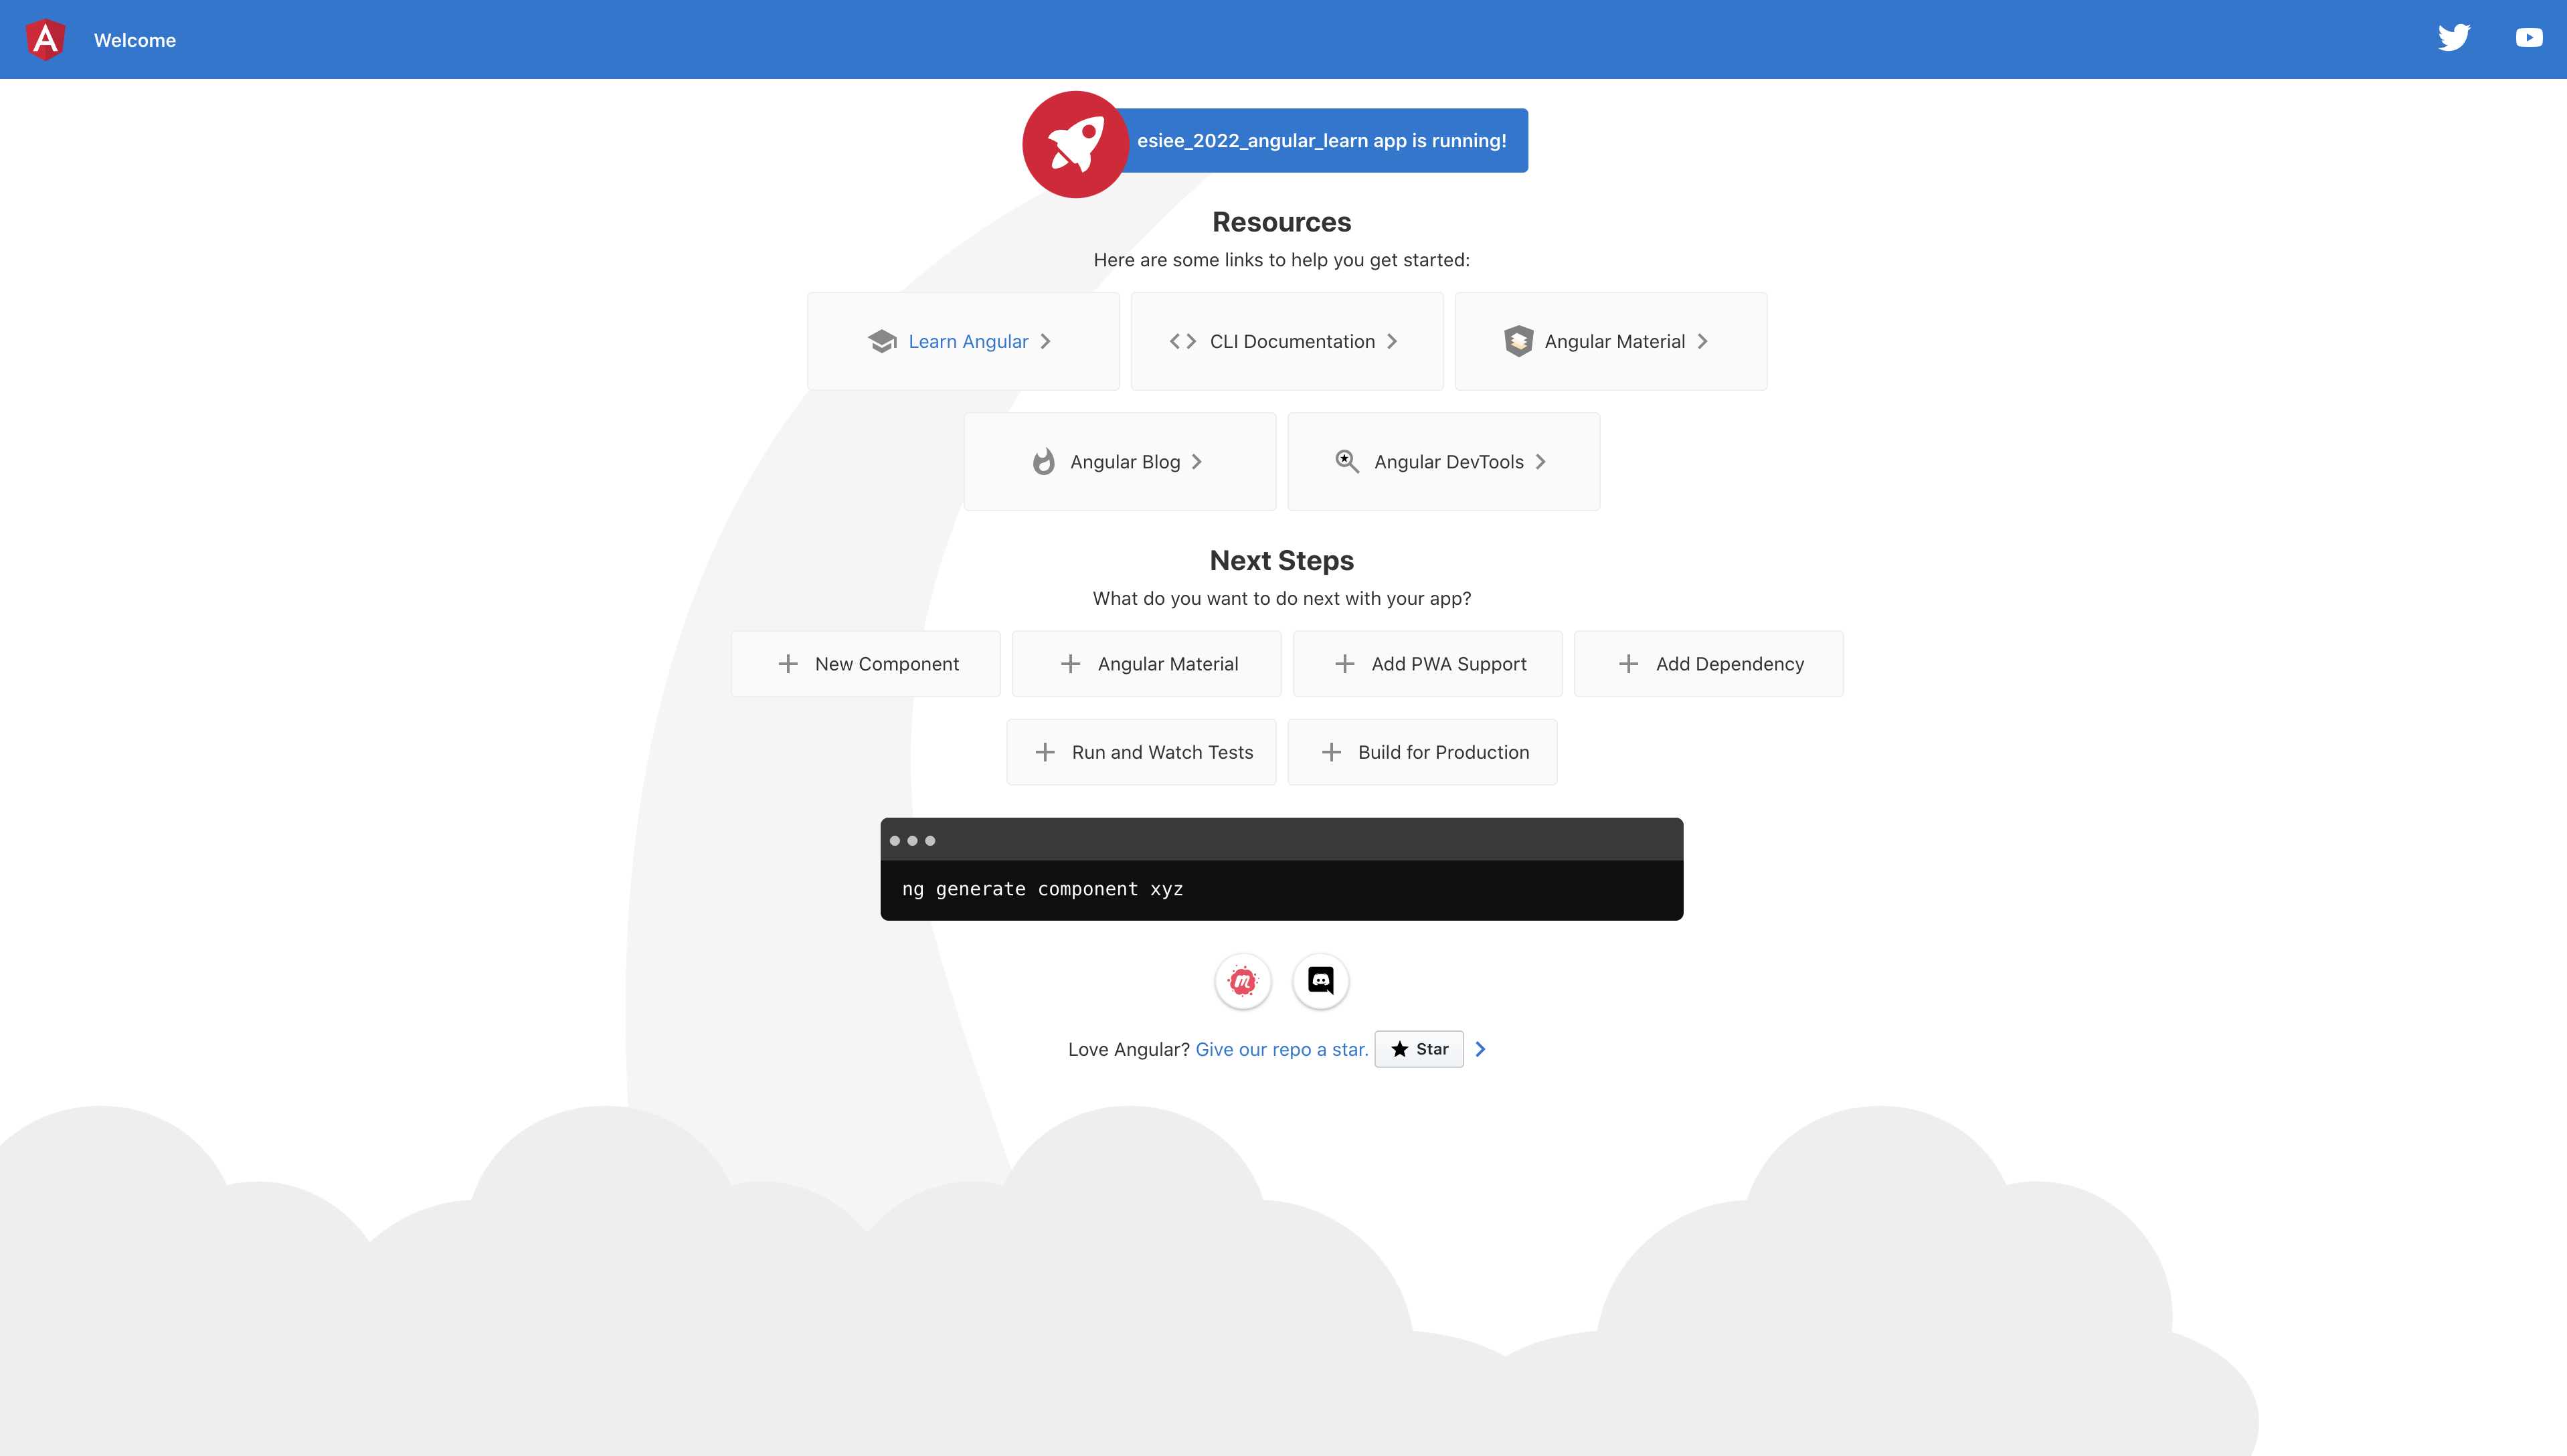 Welcome
esiee_2022_angular_learn app is running!
Resources
Here are some links to help you get started:
Learn Angular
CLI Documentation
Angular Material
Angular Blog
Angular DevTools
Next Steps
What do you want to do next with your app?
New Component
Angular Material
Add PWA Support
Add Dependency
Run and Watch Tests
Build for Production
ng generate component xyz
Love Angular? Give our repo a star. Star